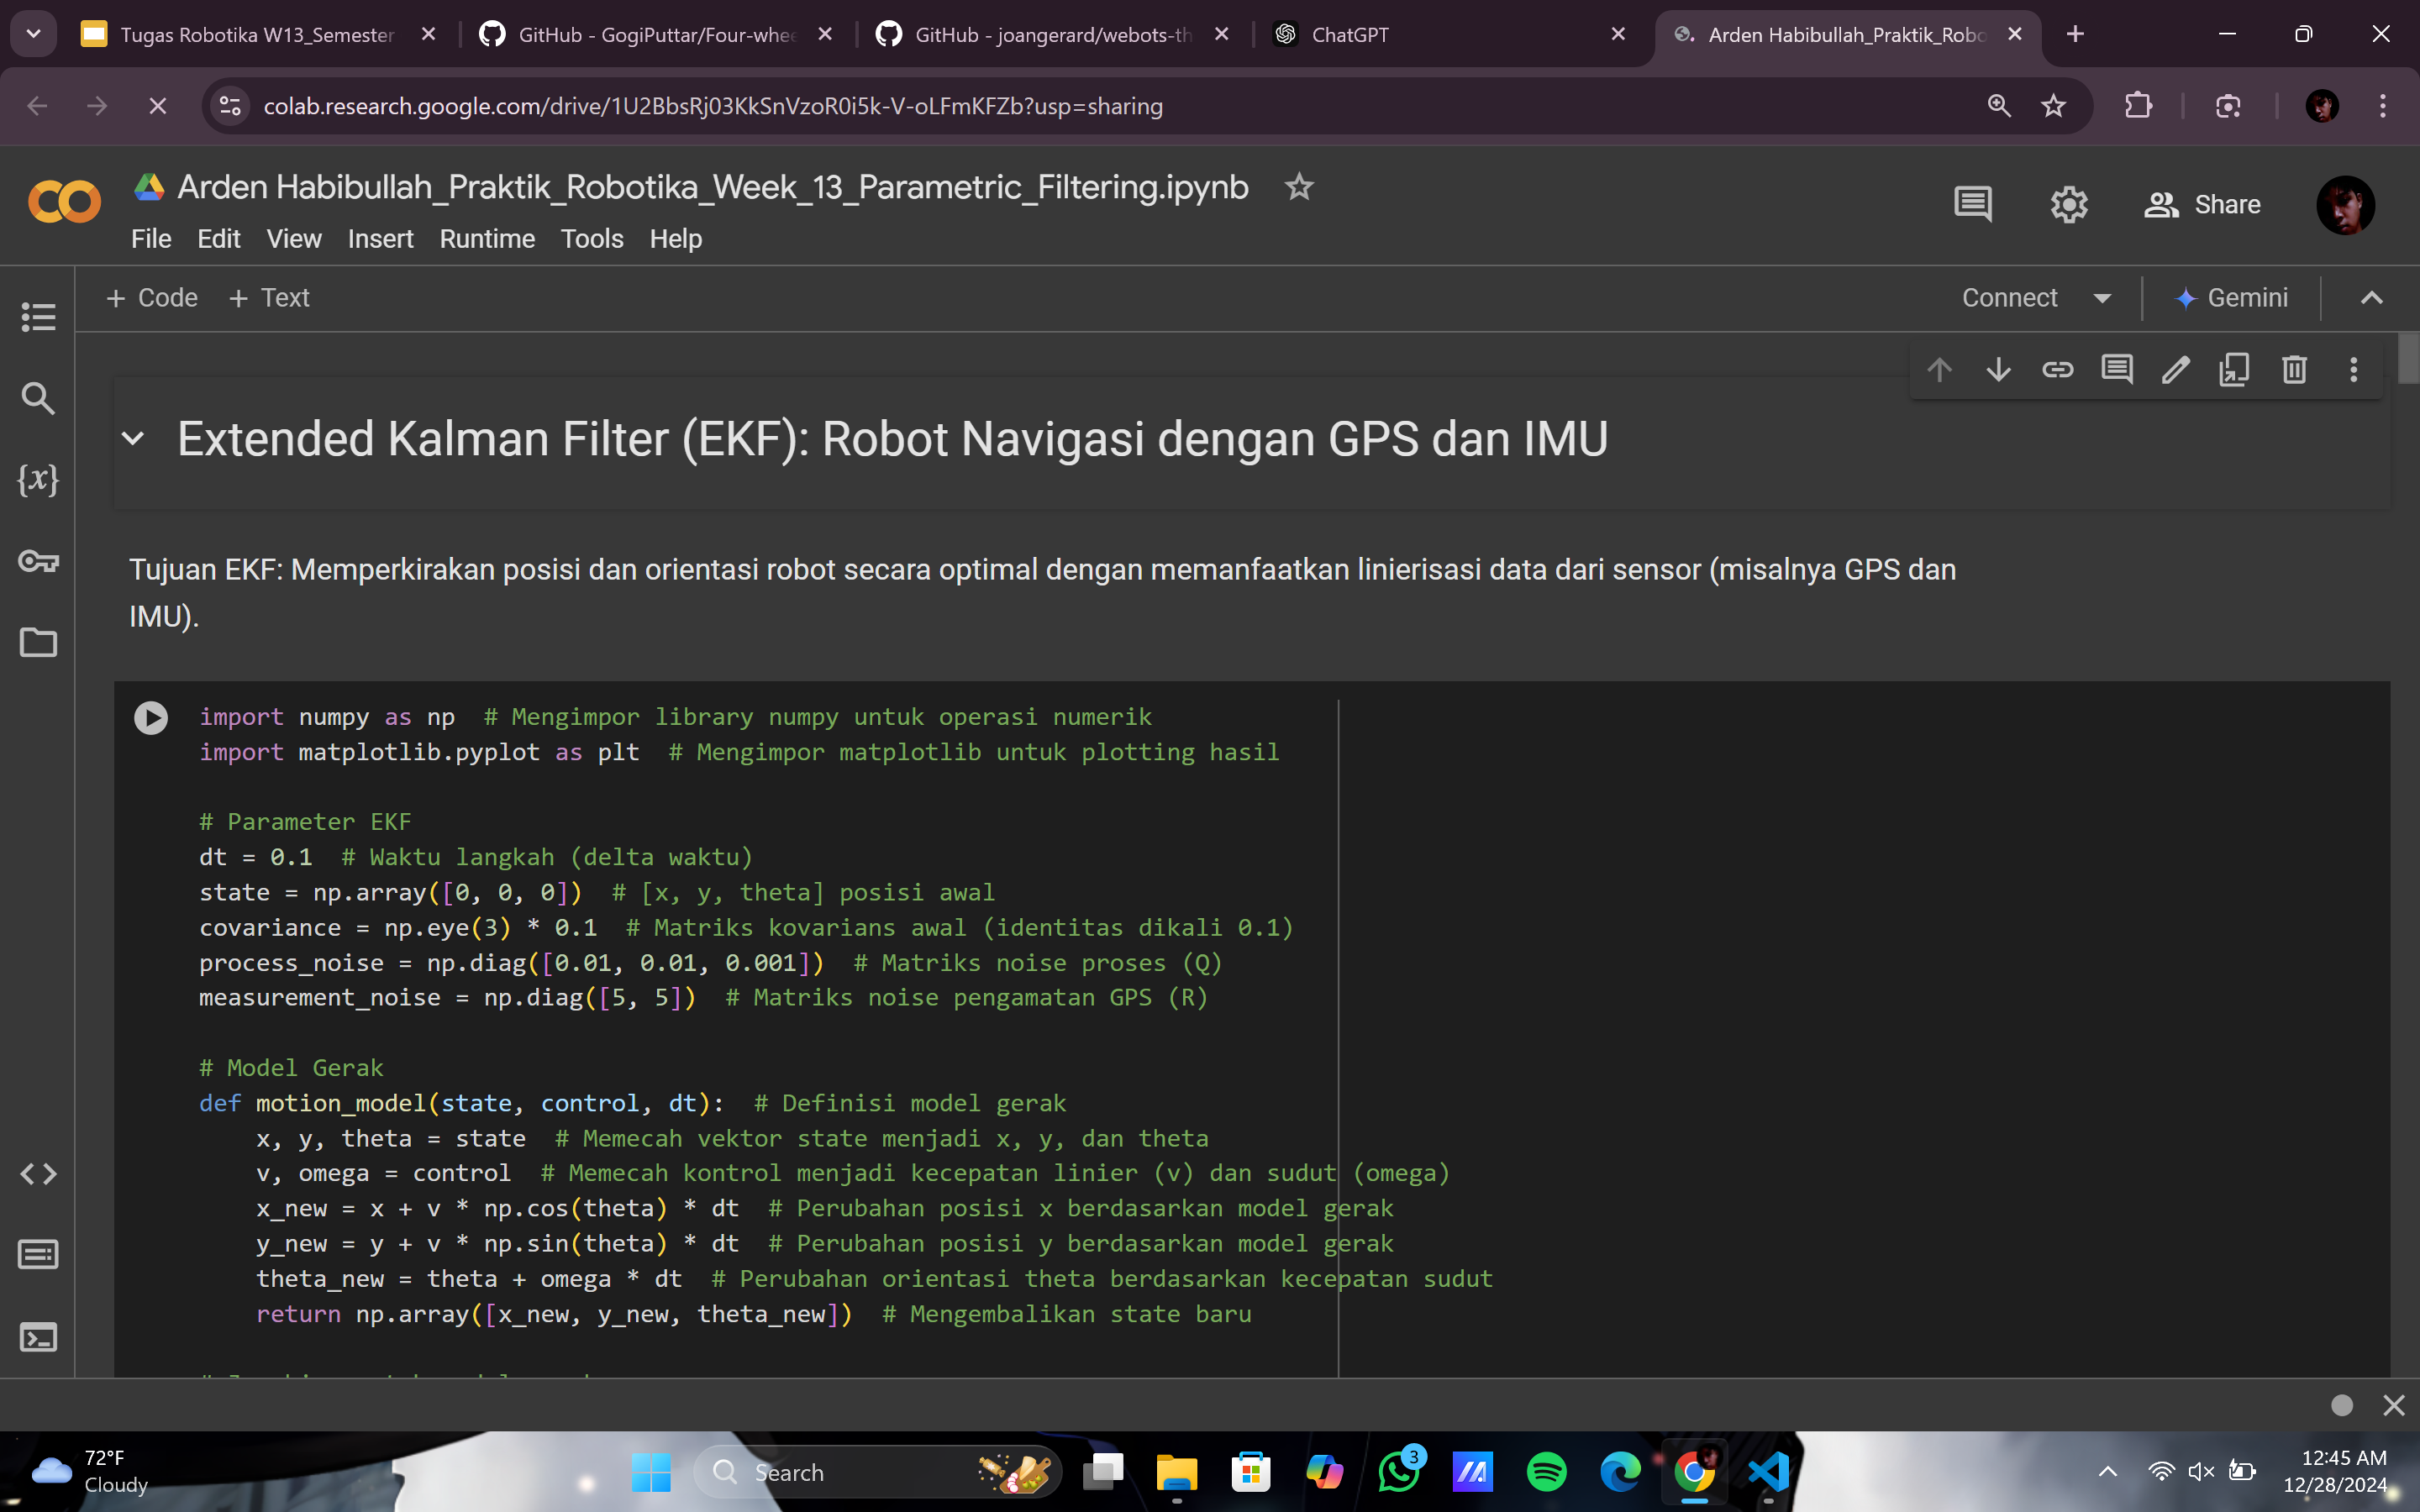 Tugas Robotika W13_Semester
GitHub - GogiPuttar/Four-whee
GitHub - joangerard/webots-th
ChatGPT
Arden Habibullah_Praktik_Robo
colab.research.google.com/drive/1U2BbsRj03KkSnVzoR0i5k-V-oLFmKFZb?usp=sharing
Arden Habibullah_Praktik_Robotika_Week_13_Parametric_Filtering.ipynb
Share
File Edit View Insert Runtime Tools Help
+ Code + Text
Connect
Gemini
Extended Kalman Filter (EKF): Robot Navigasi dengan GPS dan IMU
{x}
Tujuan EKF: Memperkirakan posisi dan orientasi robot secara optimal dengan memanfaatkan linierisasi data dari sensor (misalnya GPS dan
IMU).
import numpy as np  # Mengimpor library numpy untuk operasi numerik
import matplotlib.pyplot as plt  # Mengimpor matplotlib untuk plotting hasil
# Parameter EKF
dt = 0.1  # Waktu langkah (delta waktu)
state = np.array([0, 0, 0])  # [x, y, theta] posisi awal
covariance = np.eye(3) * 0.1  # Matriks kovarians awal (identitas dikali 0.1)
process_noise = np.diag([0.01, 0.01, 0.001])  # Matriks noise proses (Q)
measurement_noise = np.diag([5, 5])  # Matriks noise pengamatan GPS (R)
# Model Gerak
def motion_model(state, control, dt):  # Definisi model gerak
    x, y, theta = state  # Memecah vektor state menjadi x, y, dan theta
    v, omega = control  # Memecah kontrol menjadi kecepatan linier (v) dan sudut (omega)
    x_new = x + v * np.cos(theta) * dt  # Perubahan posisi x berdasarkan model gerak
    y_new = y + v * np.sin(theta) * dt  # Perubahan posisi y berdasarkan model gerak
    theta_new = theta + omega * dt  # Perubahan orientasi theta berdasarkan kecepatan sudut
    return np.array([x_new, y_new, theta_new])  # Mengembalikan state baru
72°F
Cloudy
Search
3
12:45 AM
12/28/2024